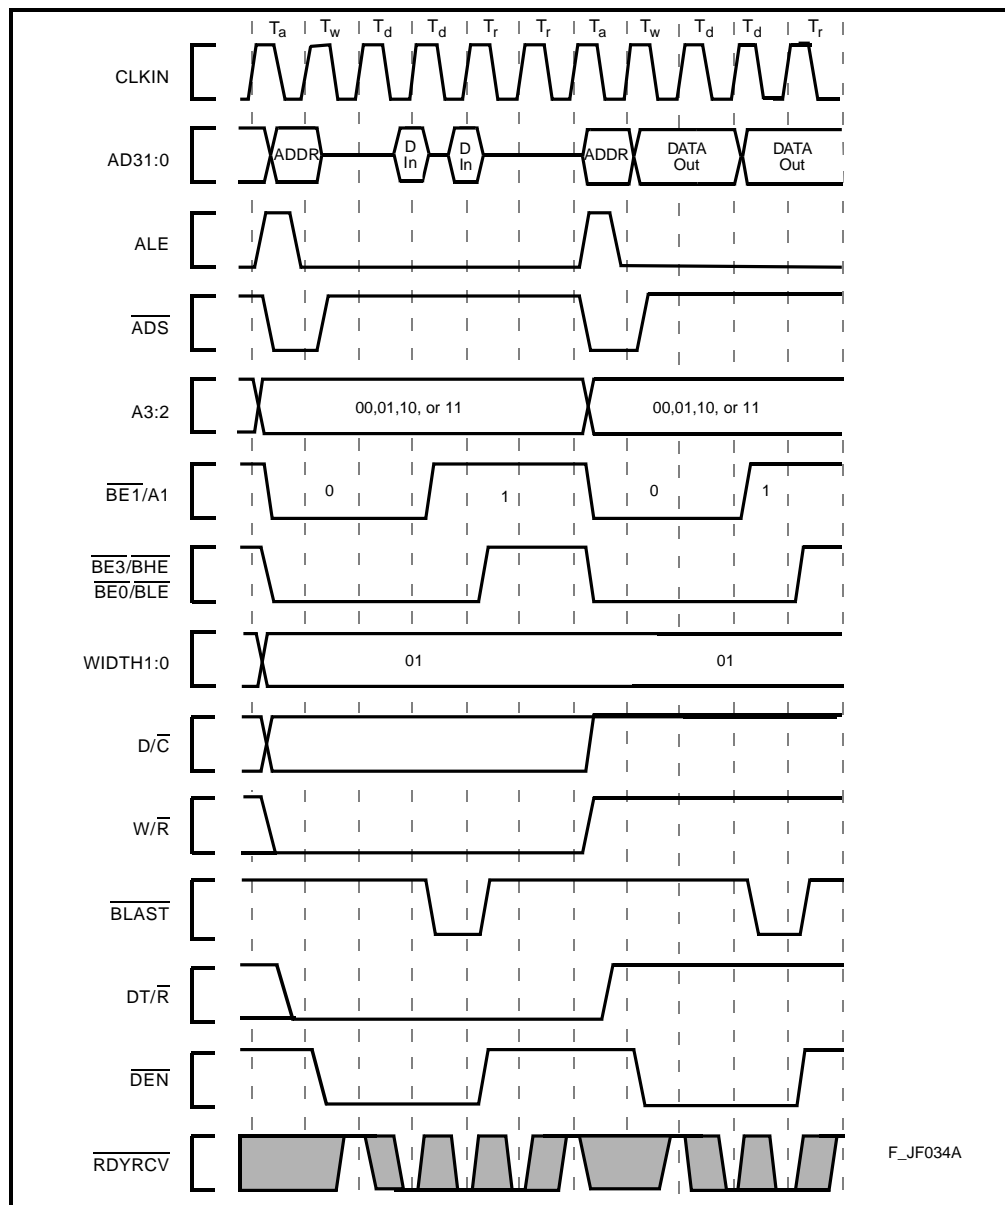 Ta Tw Td Td Tr Tr Ta Tw Td Td Tr
CLKIN
AD31:0
ADDR
D
In
D
In
ADDR
DATA
Out
DATA
Out
ALE
ADS
A3:2
00,01,10, or 11
00,01,10, or 11
BE1/A1
0
1
0
1
BE3/BHE
BE0/BLE
WIDTH1:0
01
01
D/C
W/R
BLAST
DT/R
DEN
RDYRCV
F_JF034A